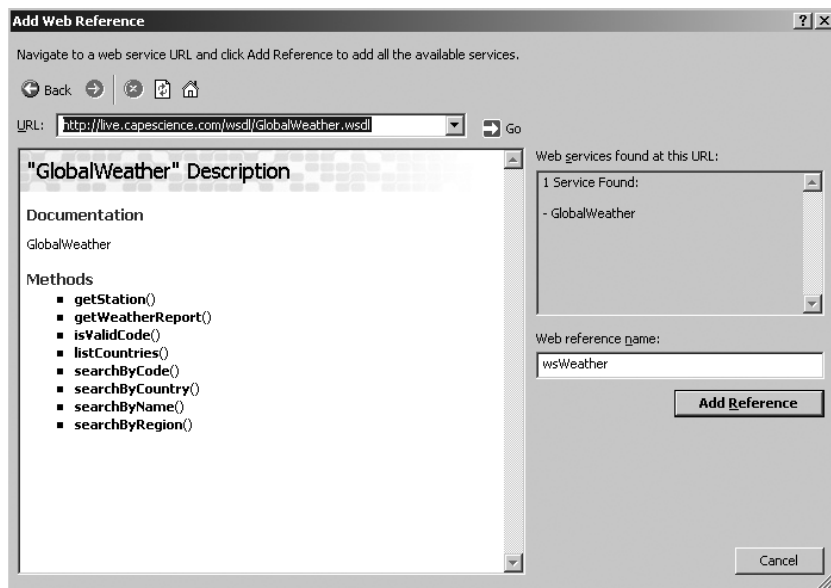 Add Web Reference
Navigate to a web service URL and click Add Reference to add all the available services.
Back
URL: http://live.capescience.com/wsdl/GlobalWeather.wsdl Go
"GlobalWeather" Description
Documentation
GlobalWeather
Methods
getStation()
getWeatherReport()
isValidCode()
listCountries()
searchByCode()
searchByCountry()
searchByName()
searchByRegion()
Web services found at this URL:
1 Service Found:
- GlobalWeather
Web reference name:
wsWeather
Add Reference
Cancel